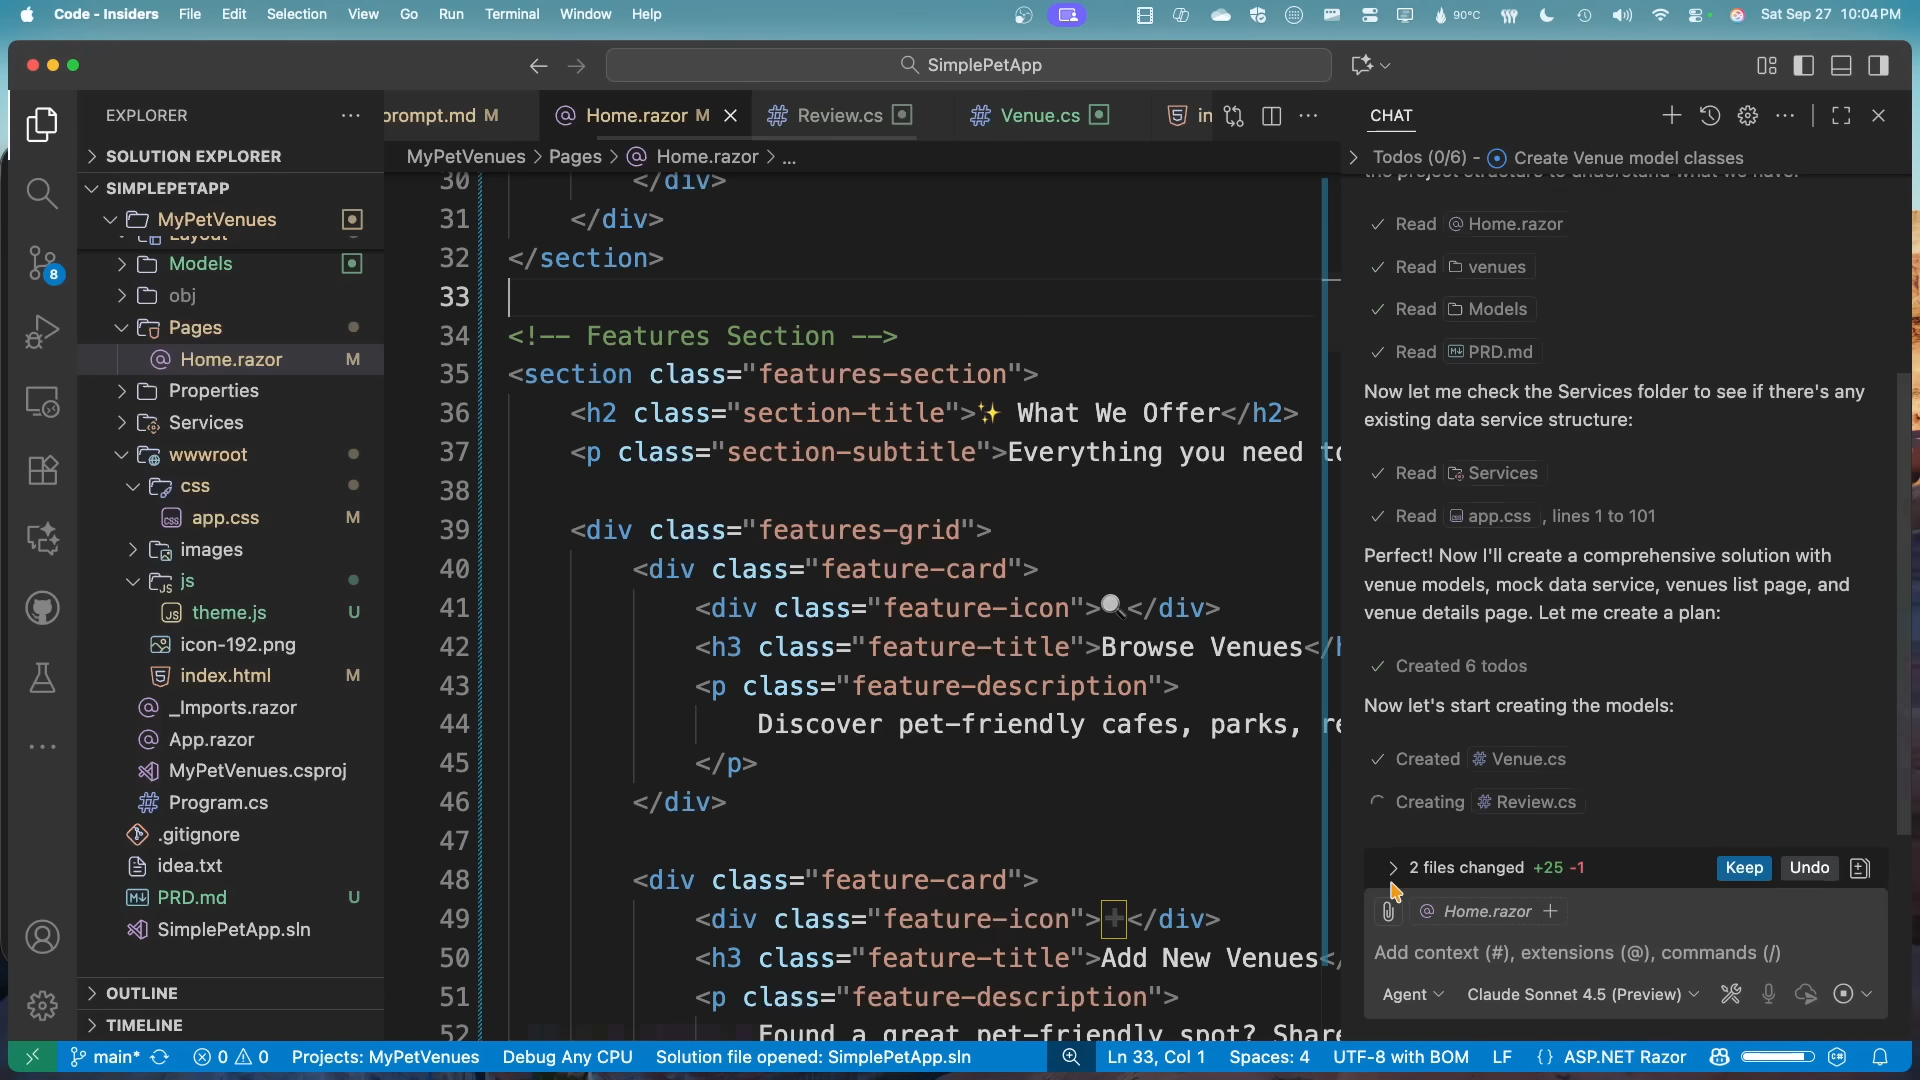 Code - Insiders File Edit Selection View Go Run Terminal Window Help 90°C Sat Sep 27 10:04 PM
SimplePetApp
EXPLORER
SOLUTION EXPLORER
SIMPLEPETAPP
MyPetVenues
Layout
Models
obj
Pages
Home.razor M
Properties
Services
wwwroot
css
app.css M
images
js
theme.js U
icon-192.png
index.html M
_Imports.razor
App.razor
MyPetVenues.csproj
Program.cs
.gitignore
idea.txt
PRD.md U
SimplePetApp.sln
OUTLINE
TIMELINE
8
prompt.md M
Home.razor M
Review.cs
Venue.cs
in
MyPetVenues > Pages > Home.razor > ...
30 </div>
31 </div>
32 </section>
33
34 <!-- Features Section -->
35 <section class="features-section">
36 <h2 class="section-title">✨ What We Offer</h2>
37 <p class="section-subtitle">Everything you need to
38
39 <div class="features-grid">
40 <div class="feature-card">
41 <div class="feature-icon">🔍</div>
42 <h3 class="feature-title">Browse Venues</h
43 <p class="feature-description">
44 Discover pet-friendly cafes, parks, re
45 </p>
46 </div>
47
48 <div class="feature-card">
49 <div class="feature-icon">➕</div>
50 <h3 class="feature-title">Add New Venues</
51 <p class="feature-description">
52 Found a great pet-friendly spot? Share
CHAT
Todos (0/6) - Create Venue model classes
the project structure to understand what we have.
Read Home.razor
Read venues
Read Models
Read PRD.md
Now let me check the Services folder to see if there's any
existing data service structure:
Read Services
Read app.css , lines 1 to 101
Perfect! Now I'll create a comprehensive solution with
venue models, mock data service, venues list page, and
venue details page. Let me create a plan:
Created 6 todos
Now let's start creating the models:
Created Venue.cs
Creating Review.cs
2 files changed +25 -1 Keep Undo
Home.razor
Add context (#), extensions (@), commands (/)
Agent Claude Sonnet 4.5 (Preview)
main* 0 0 Projects: MyPetVenues Debug Any CPU Solution file opened: SimplePetApp.sln Ln 33, Col 1 Spaces: 4 UTF-8 with BOM LF {} ASP.NET Razor